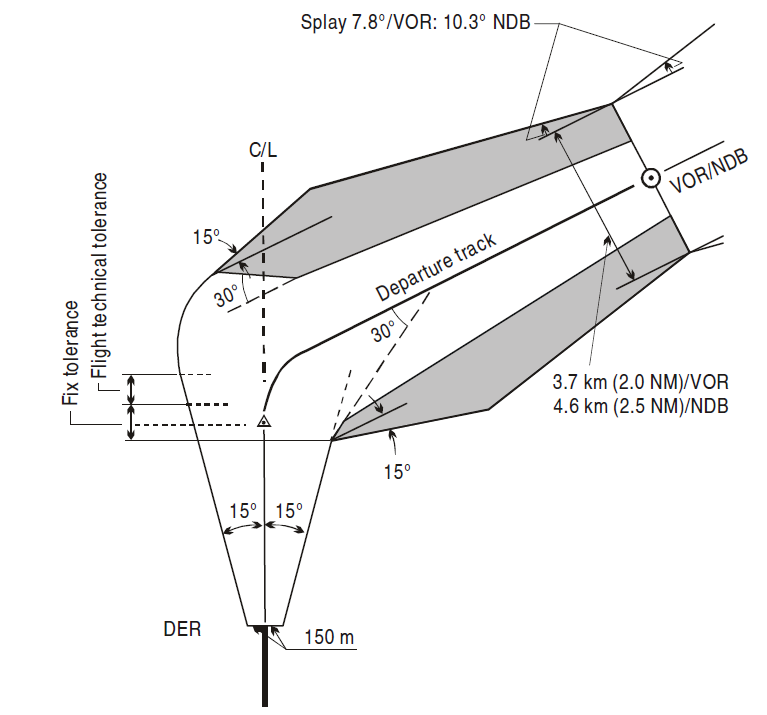 Splay 7.8°/VOR: 10.3° NDB
C/L
VOR/NDB
15°
30°
Departure track
30°
Fix tolerance
Flight technical tolerance
3.7 km (2.0 NM)/VOR
4.6 km (2.5 NM)/NDB
15°
15° 15°
DER
150 m